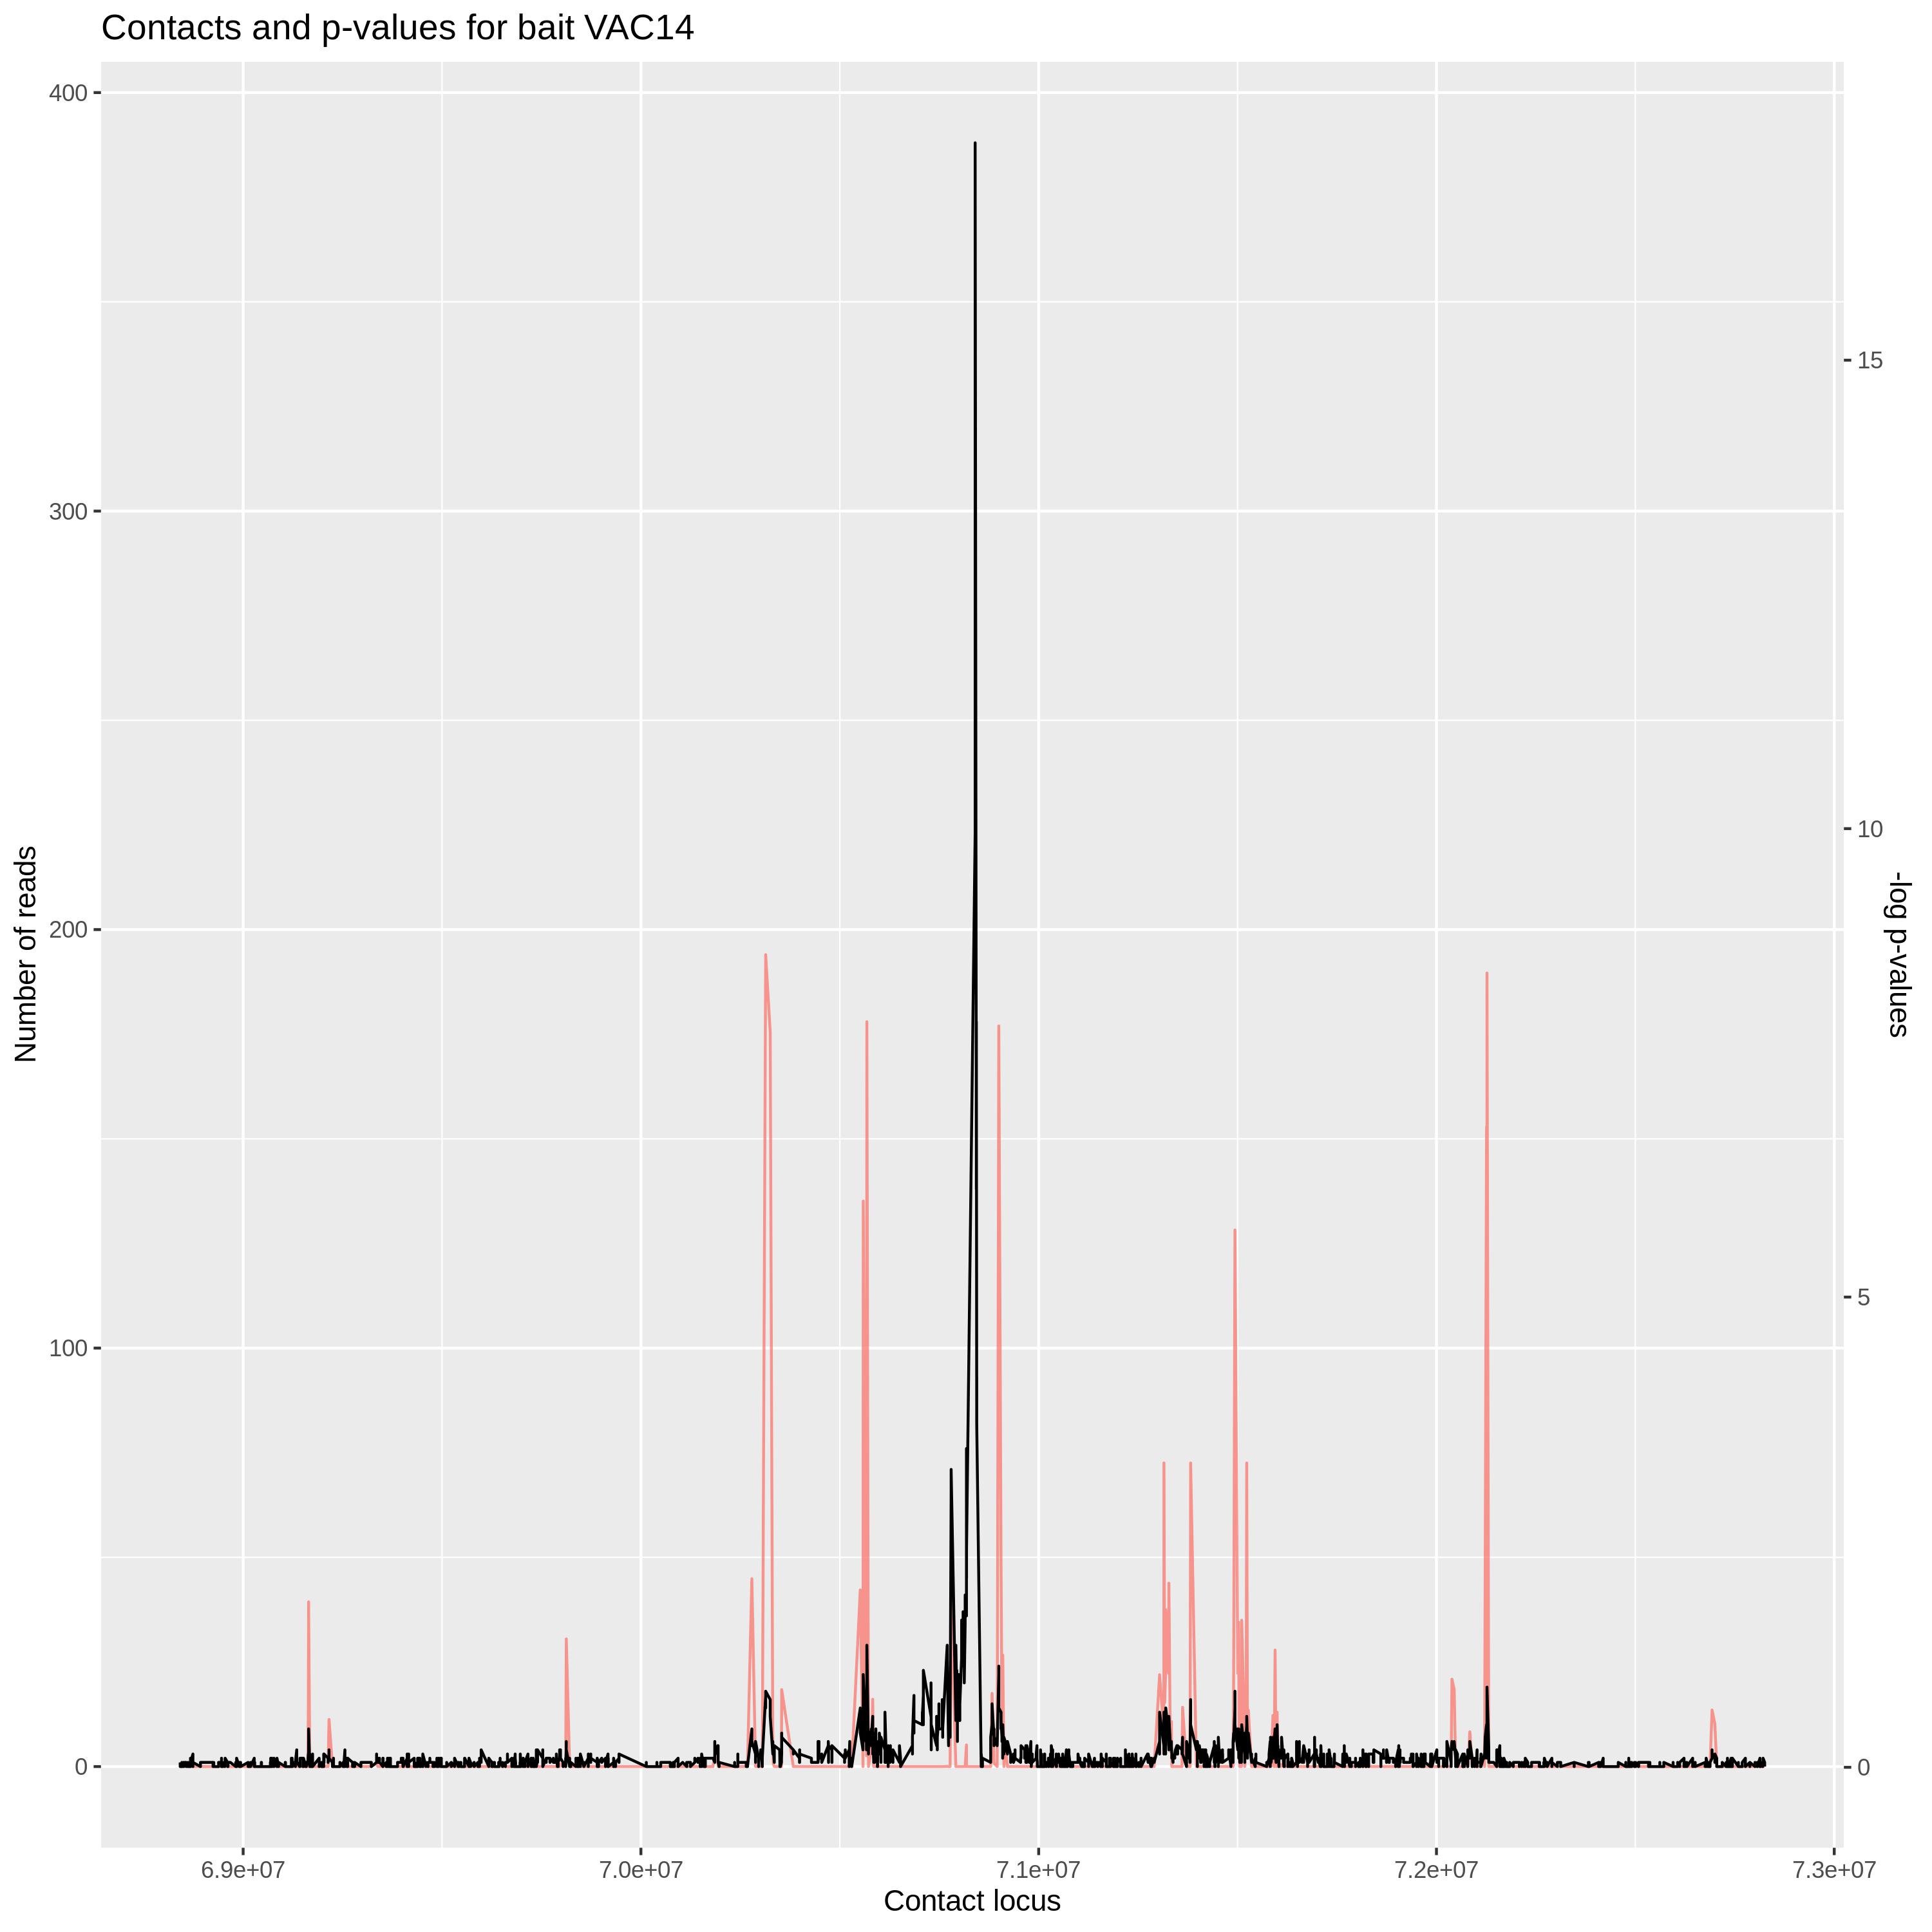 Contacts and p-values for bait VAC14
400
300
200
100
0
Number of reads
15
10
5
0
-log p-values
6.9e+07
7.0e+07
7.1e+07
7.2e+07
7.3e+07
Contact locus